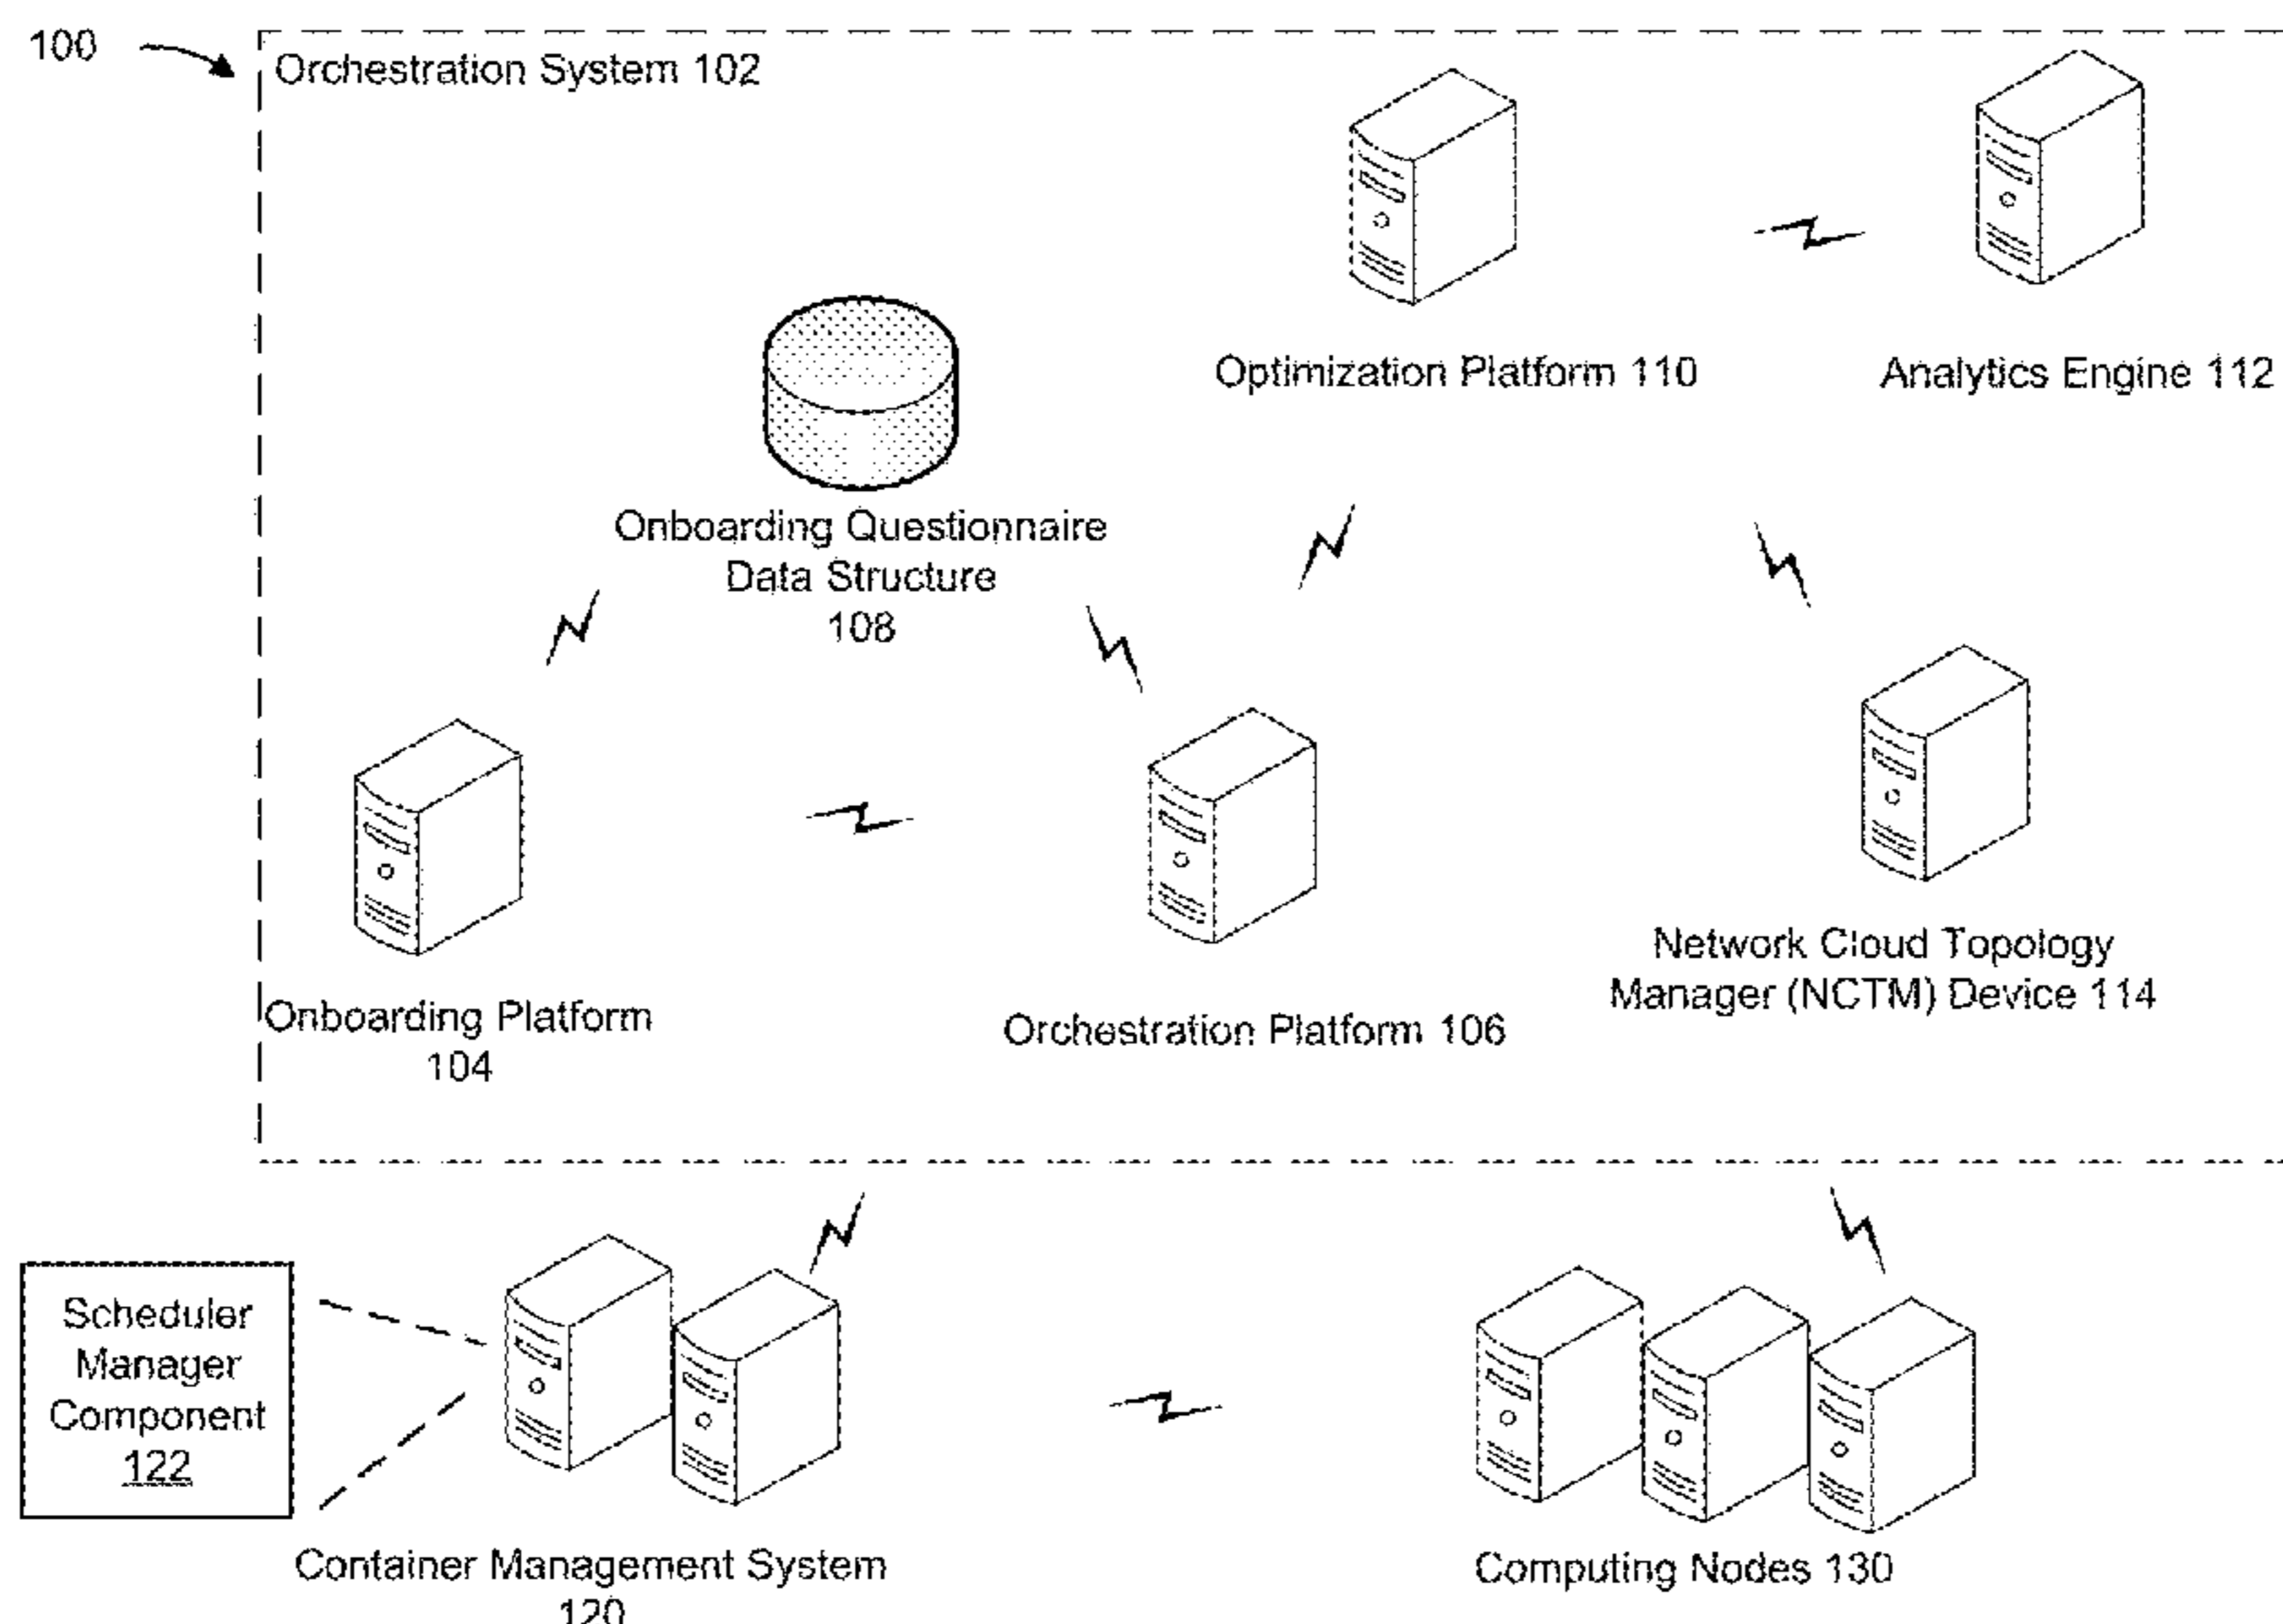 100
Orchestration System 102
Optimization Platform 110
Analytics Engine 112
Onboarding Questionnaire
Data Structure
108
Network Cloud Topology
Manager (NCTM) Device 114
Onboarding Platform
104
Orchestration Platform 106
Scheduler
Manager
Component
122
Container Management System
120
Computing Nodes 130